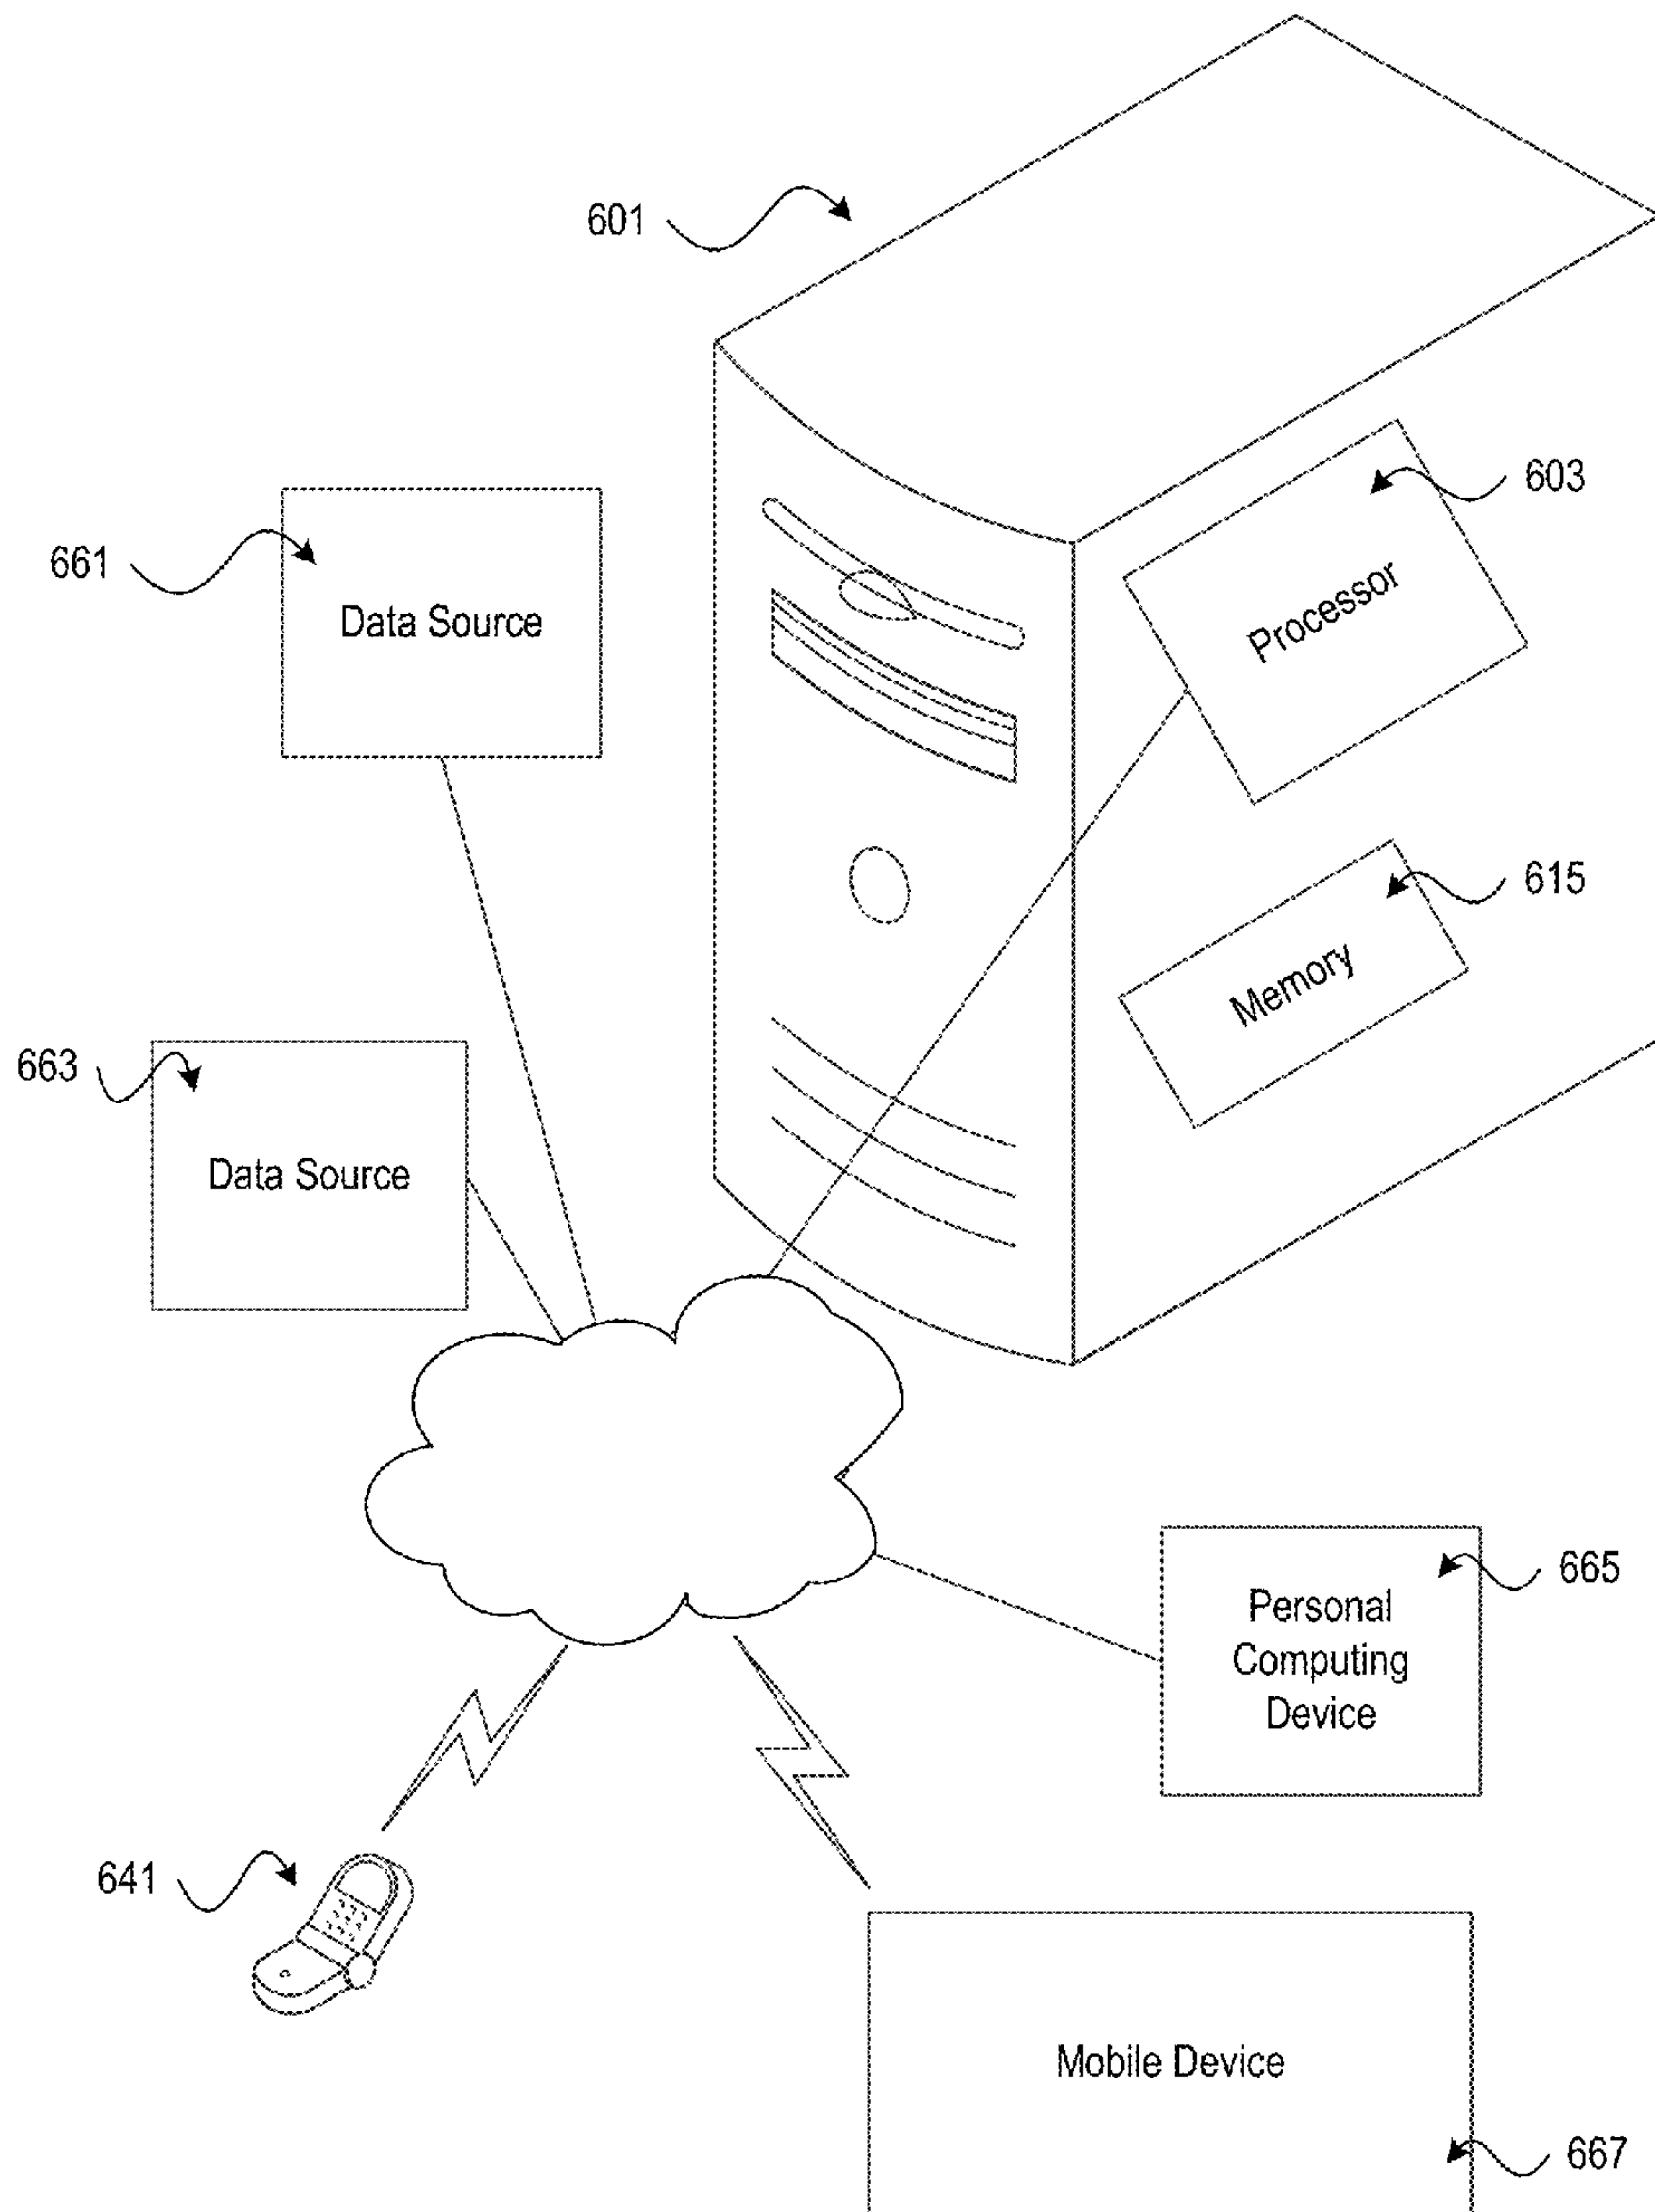 601
603
Processor
661
Data Source
615
Memory
663
Data Source
665
Personal
Computing
Device
641
Mobile Device
667